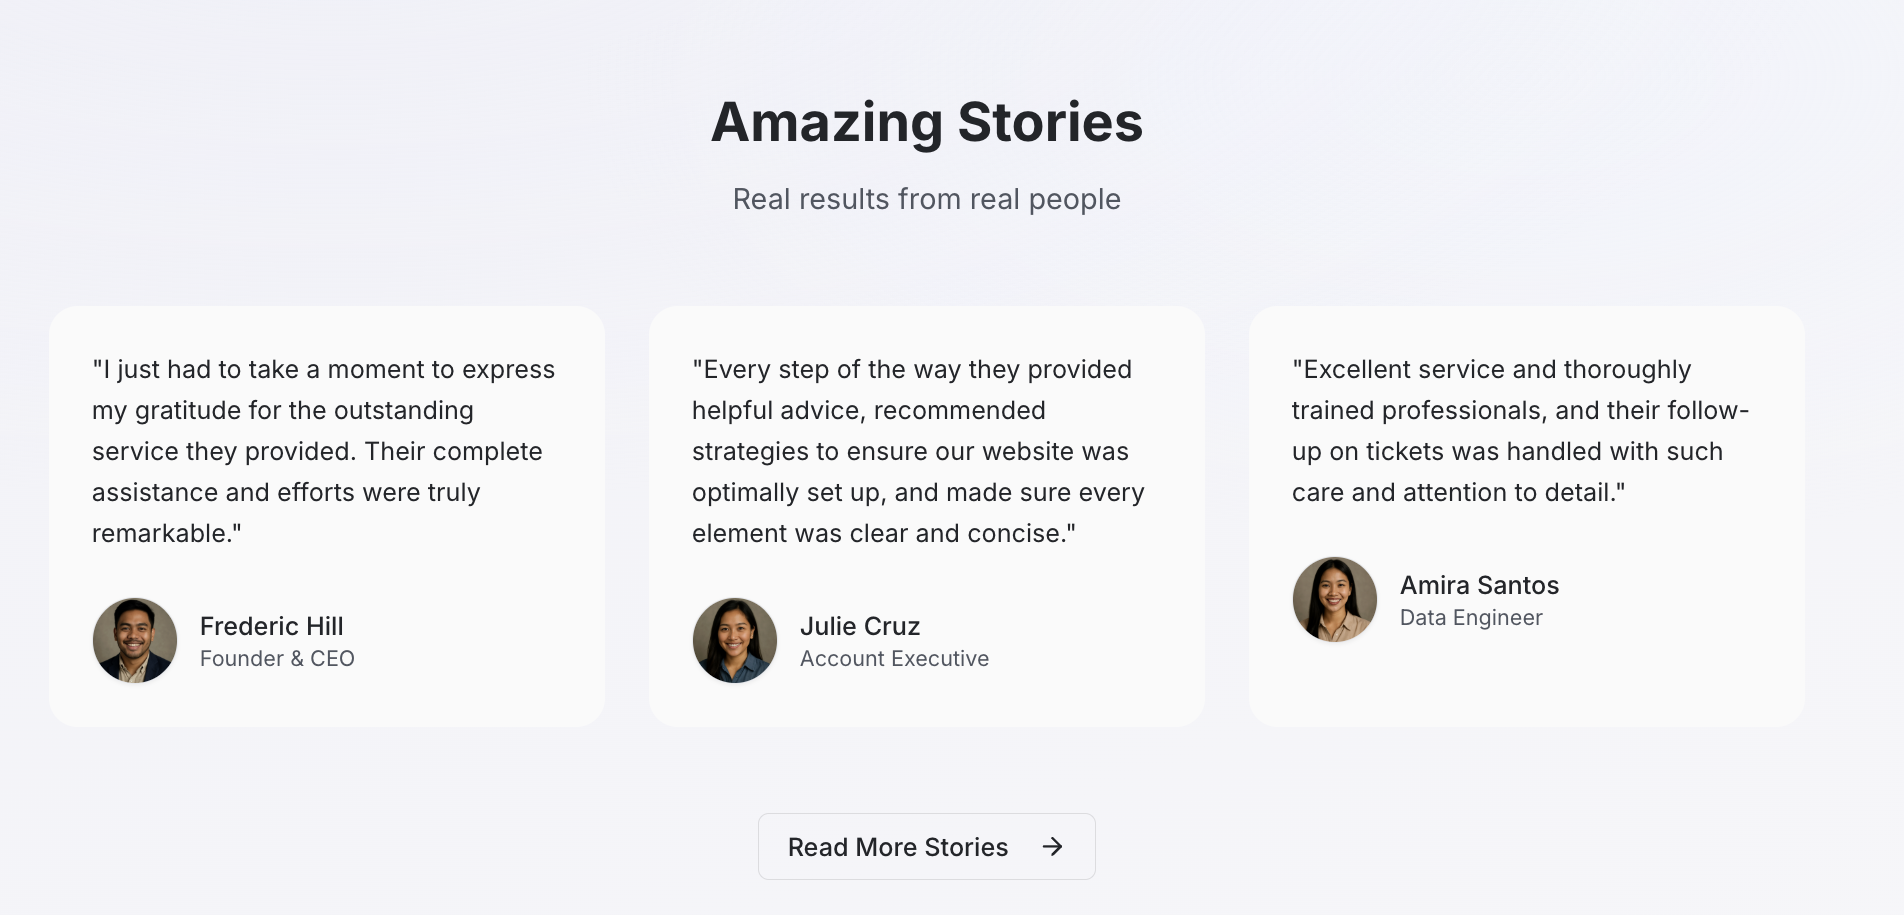 Amazing Stories
Real results from real people
"I just had to take a moment to express
my gratitude for the outstanding
service they provided. Their complete
assistance and efforts were truly
remarkable."
Frederic Hill
Founder & CEO
"Every step of the way they provided
helpful advice, recommended
strategies to ensure our website was
optimally set up, and made sure every
element was clear and concise."
Julie Cruz
Account Executive
"Excellent service and thoroughly
trained professionals, and their follow-
up on tickets was handled with such
care and attention to detail."
Amira Santos
Data Engineer
Read More Stories